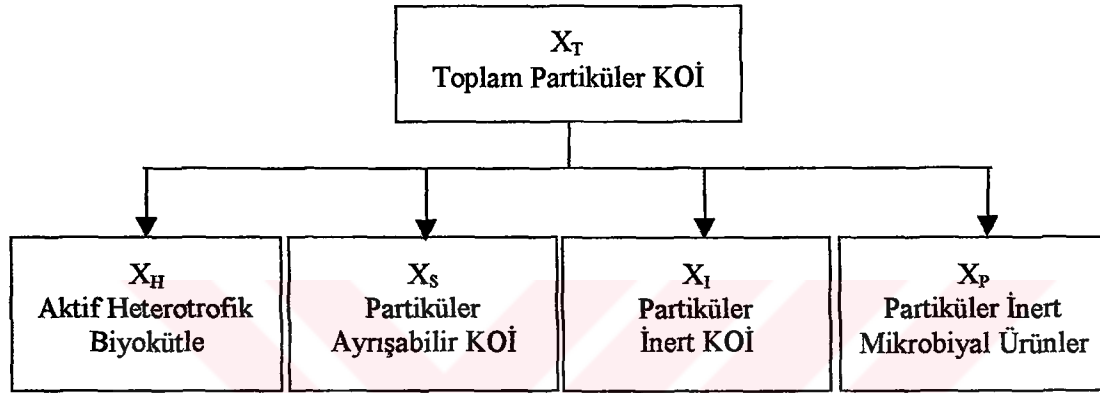 X_T
Toplam Partiküler KOİ
X_H
Aktif Heterotrofik
Biyokütle
X_S
Partiküler
Ayrışabilir KOİ
X_I
Partiküler
İnert KOİ
X_P
Partiküler İnert
Mikrobiyal Ürünler